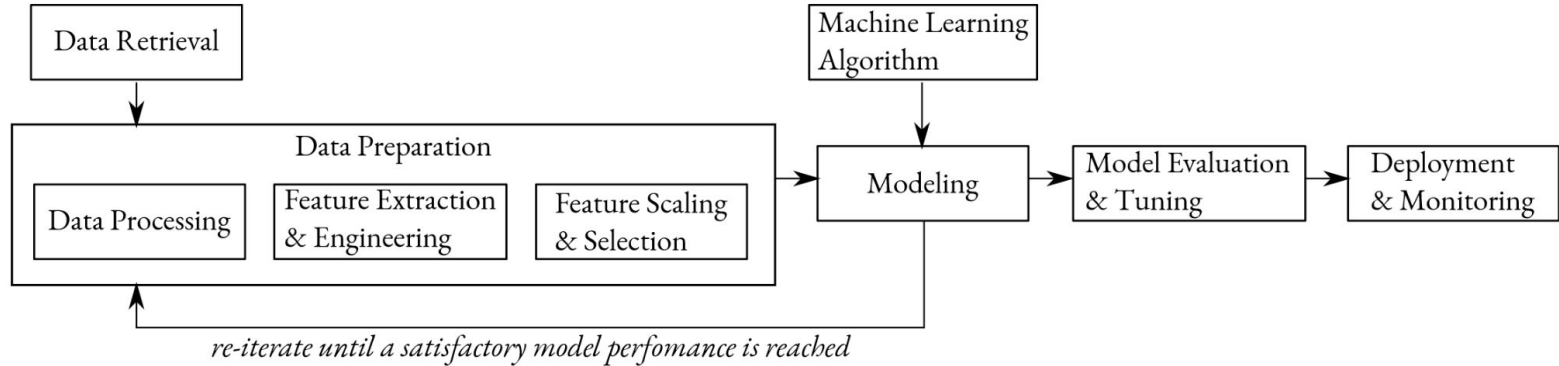 Data Retrieval
Machine Learning
Algorithm
Data Preparation
Data Processing
Feature Extraction
& Engineering
Feature Scaling
& Selection
Modeling
Model Evaluation
& Tuning
Deployment
& Monitoring
re-iterate until a satisfactory model perfomance is reached